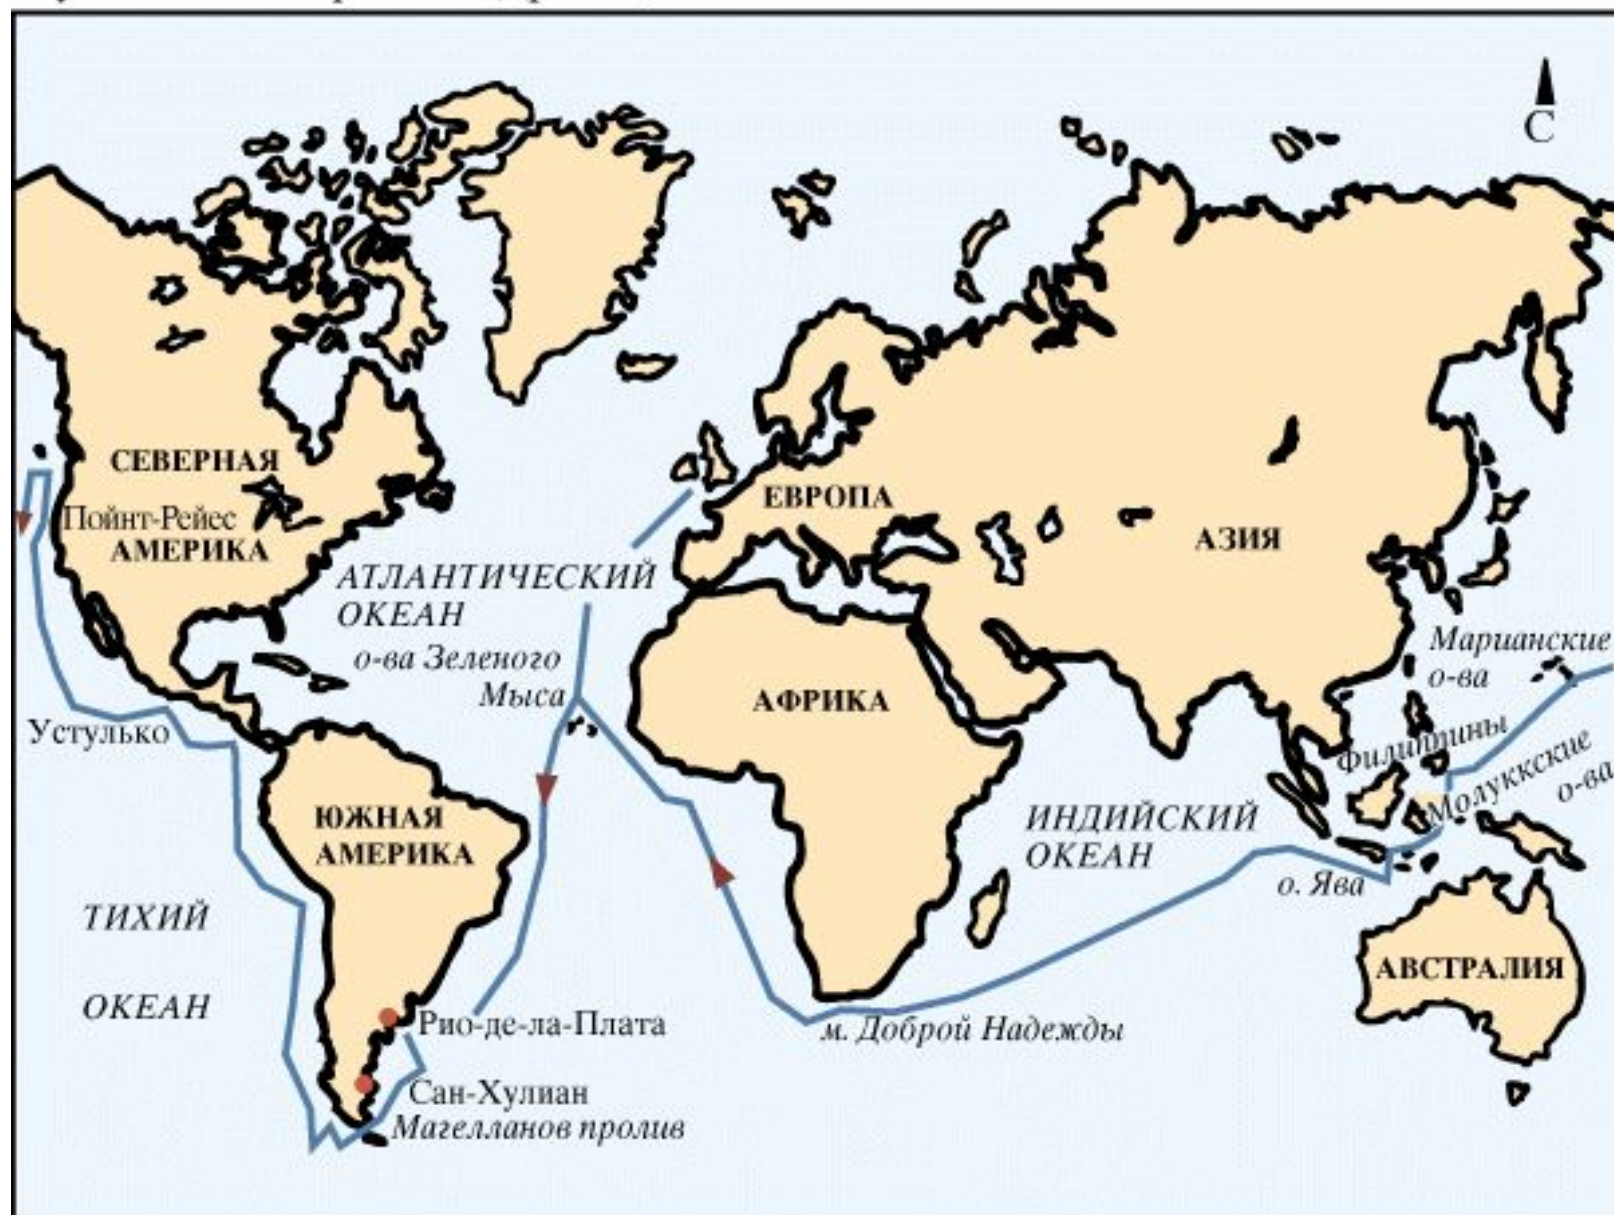 С
СЕВЕРНАЯ
Пойнт-Рейес
АМЕРИКА
ЕВРОПА
АЗИЯ
АТЛАНТИЧЕСКИЙ
ОКЕАН
о-ва Зеленого
Мыса
АФРИКА
Марианские
о-ва
Устулько
Филиппины
Молуккские
о-ва
ЮЖНАЯ
АМЕРИКА
ИНДИЙСКИЙ
ОКЕАН
о. Ява
ТИХИЙ
ОКЕАН
АВСТРАЛИЯ
Рио-де-ла-Плата
м. Доброй Надежды
Сан-Хулиан
Магелланов пролив